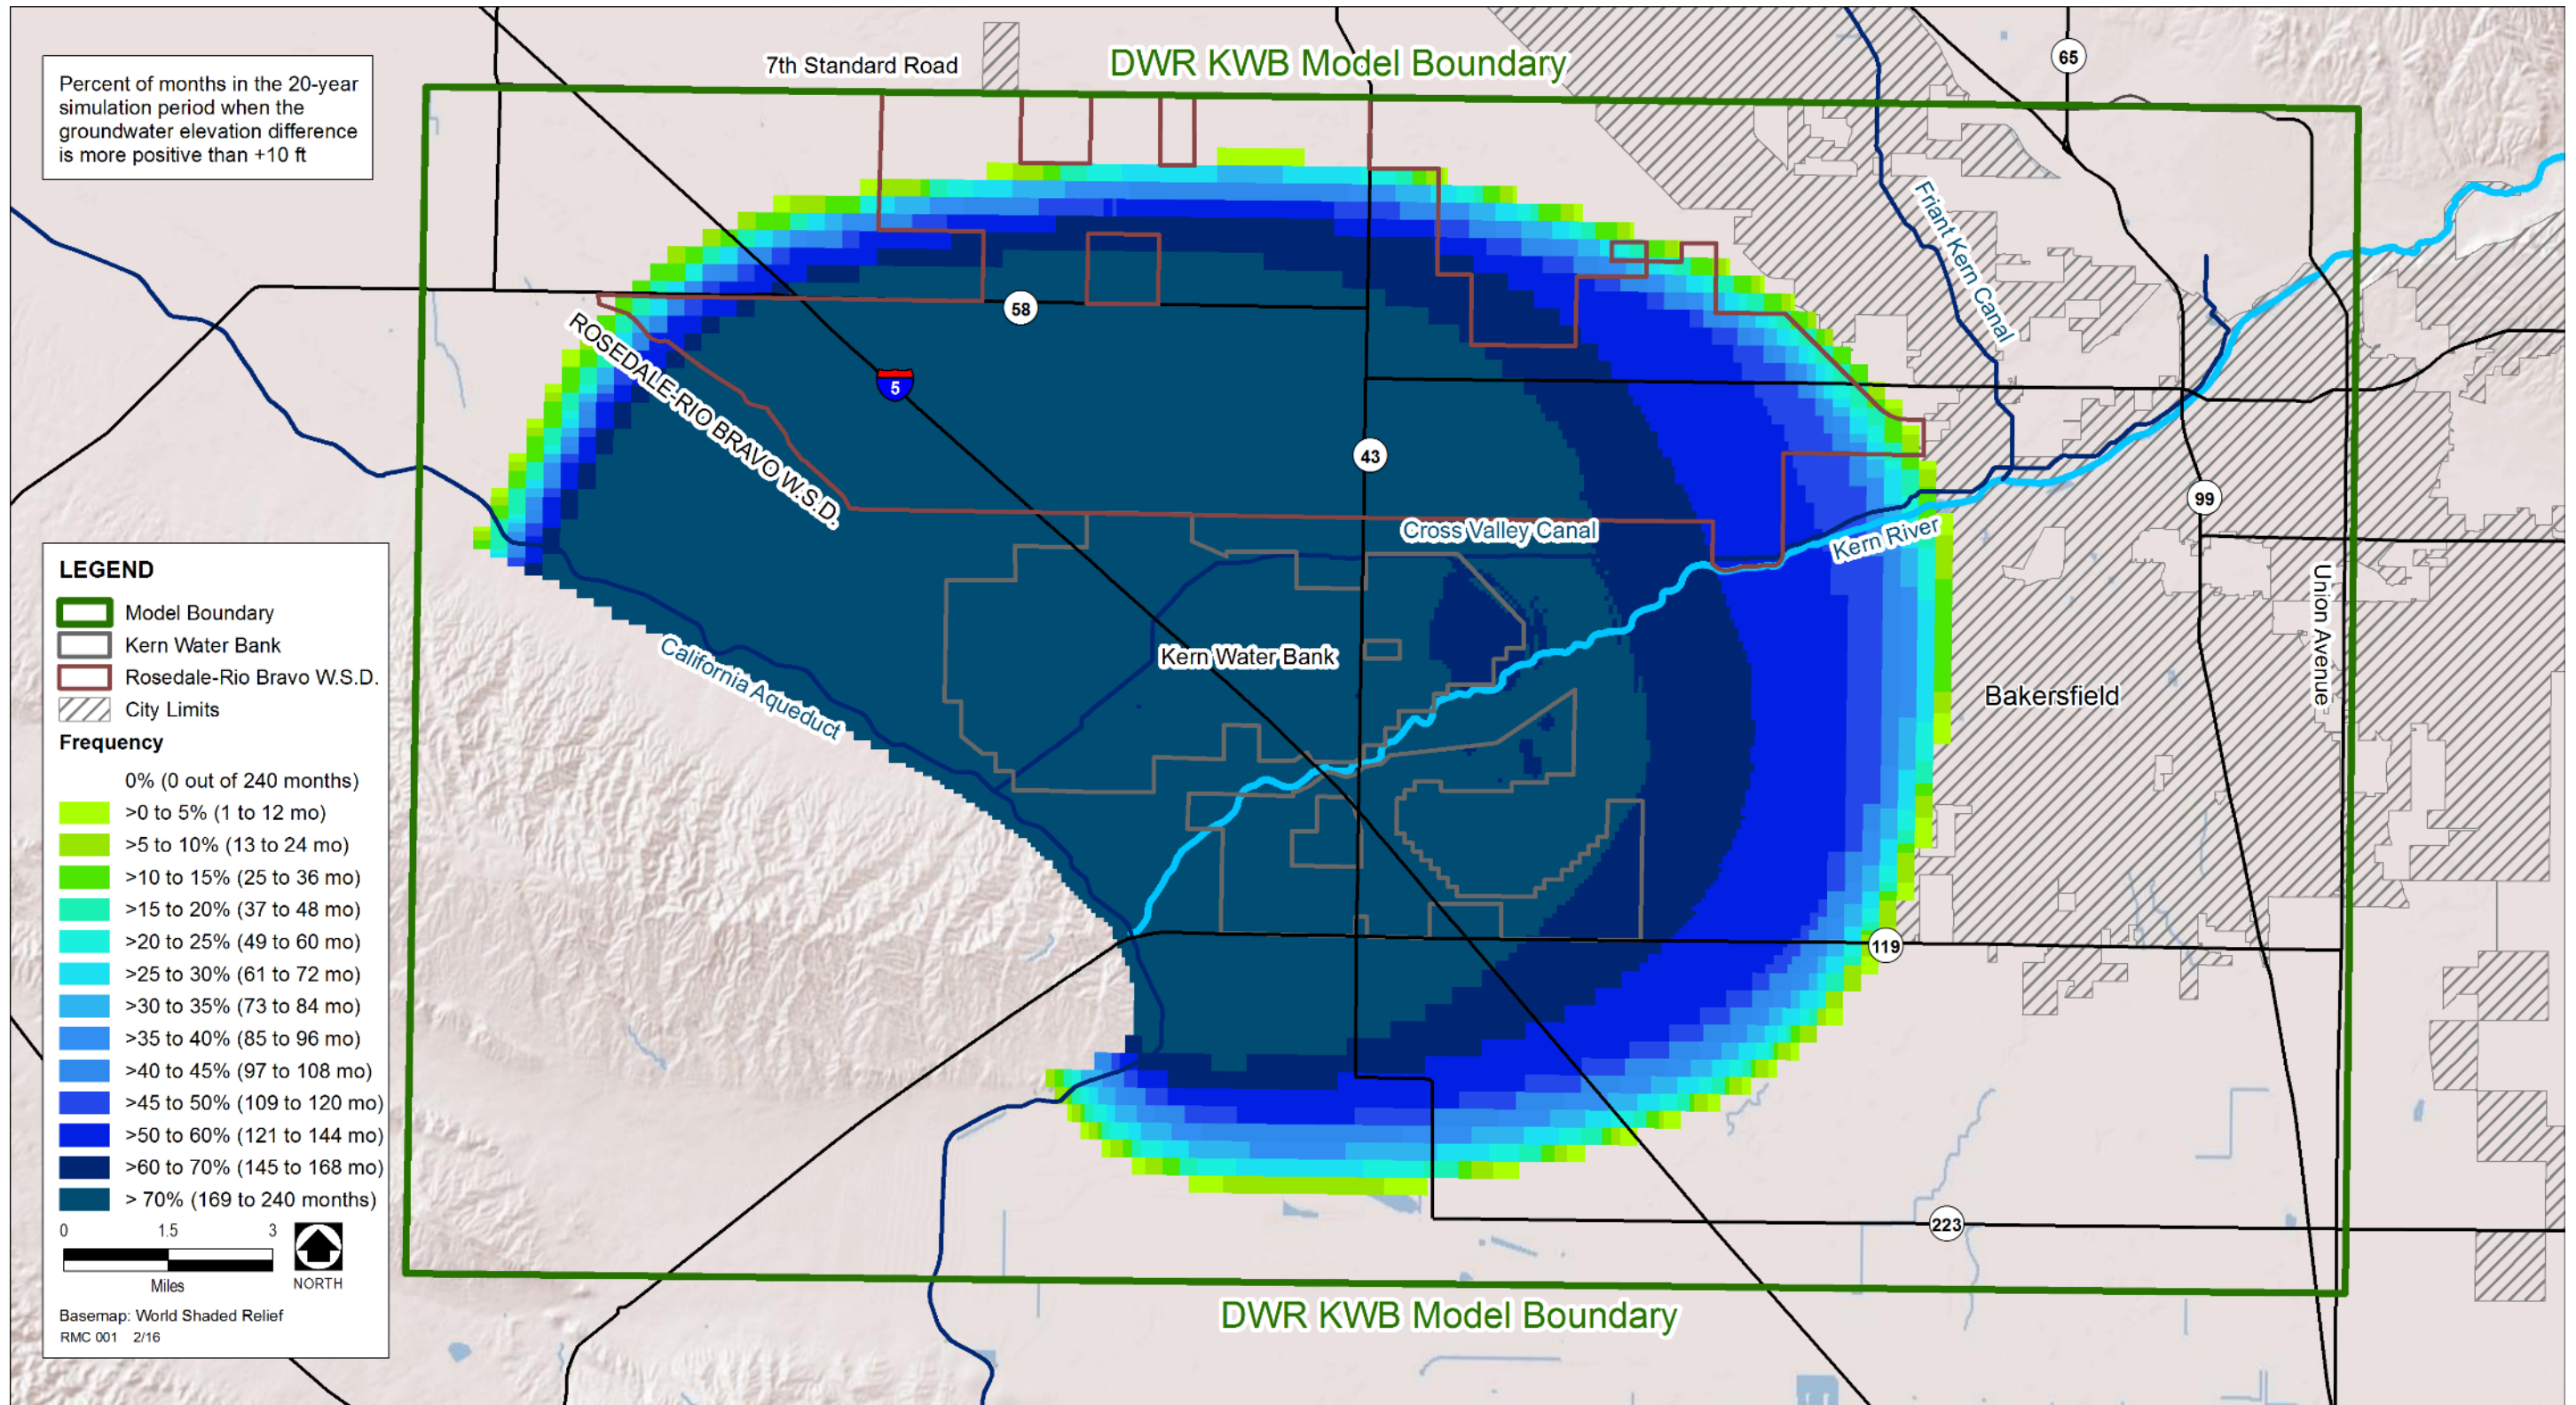 Percent of months in the 20-year
simulation period when the
groundwater elevation difference
is more positive than +10 ft
7th Standard Road
DWR KWB Model Boundary
65
Friant Kern Canal
58
ROSEDALE-RIO BRAVO W.S.D.
5
43
99
Cross Valley Canal
Kern River
Union Avenue
Kern Water Bank
California Aqueduct
Bakersfield
119
223
DWR KWB Model Boundary
LEGEND
Model Boundary
Kern Water Bank
Rosedale-Rio Bravo W.S.D.
City Limits
Frequency
0% (0 out of 240 months)
>0 to 5% (1 to 12 mo)
>5 to 10% (13 to 24 mo)
>10 to 15% (25 to 36 mo)
>15 to 20% (37 to 48 mo)
>20 to 25% (49 to 60 mo)
>25 to 30% (61 to 72 mo)
>30 to 35% (73 to 84 mo)
>35 to 40% (85 to 96 mo)
>40 to 45% (97 to 108 mo)
>45 to 50% (109 to 120 mo)
>50 to 60% (121 to 144 mo)
>60 to 70% (145 to 168 mo)
> 70% (169 to 240 months)
0 1.5 3
Miles
NORTH
Basemap: World Shaded Relief
RMC 001 2/16